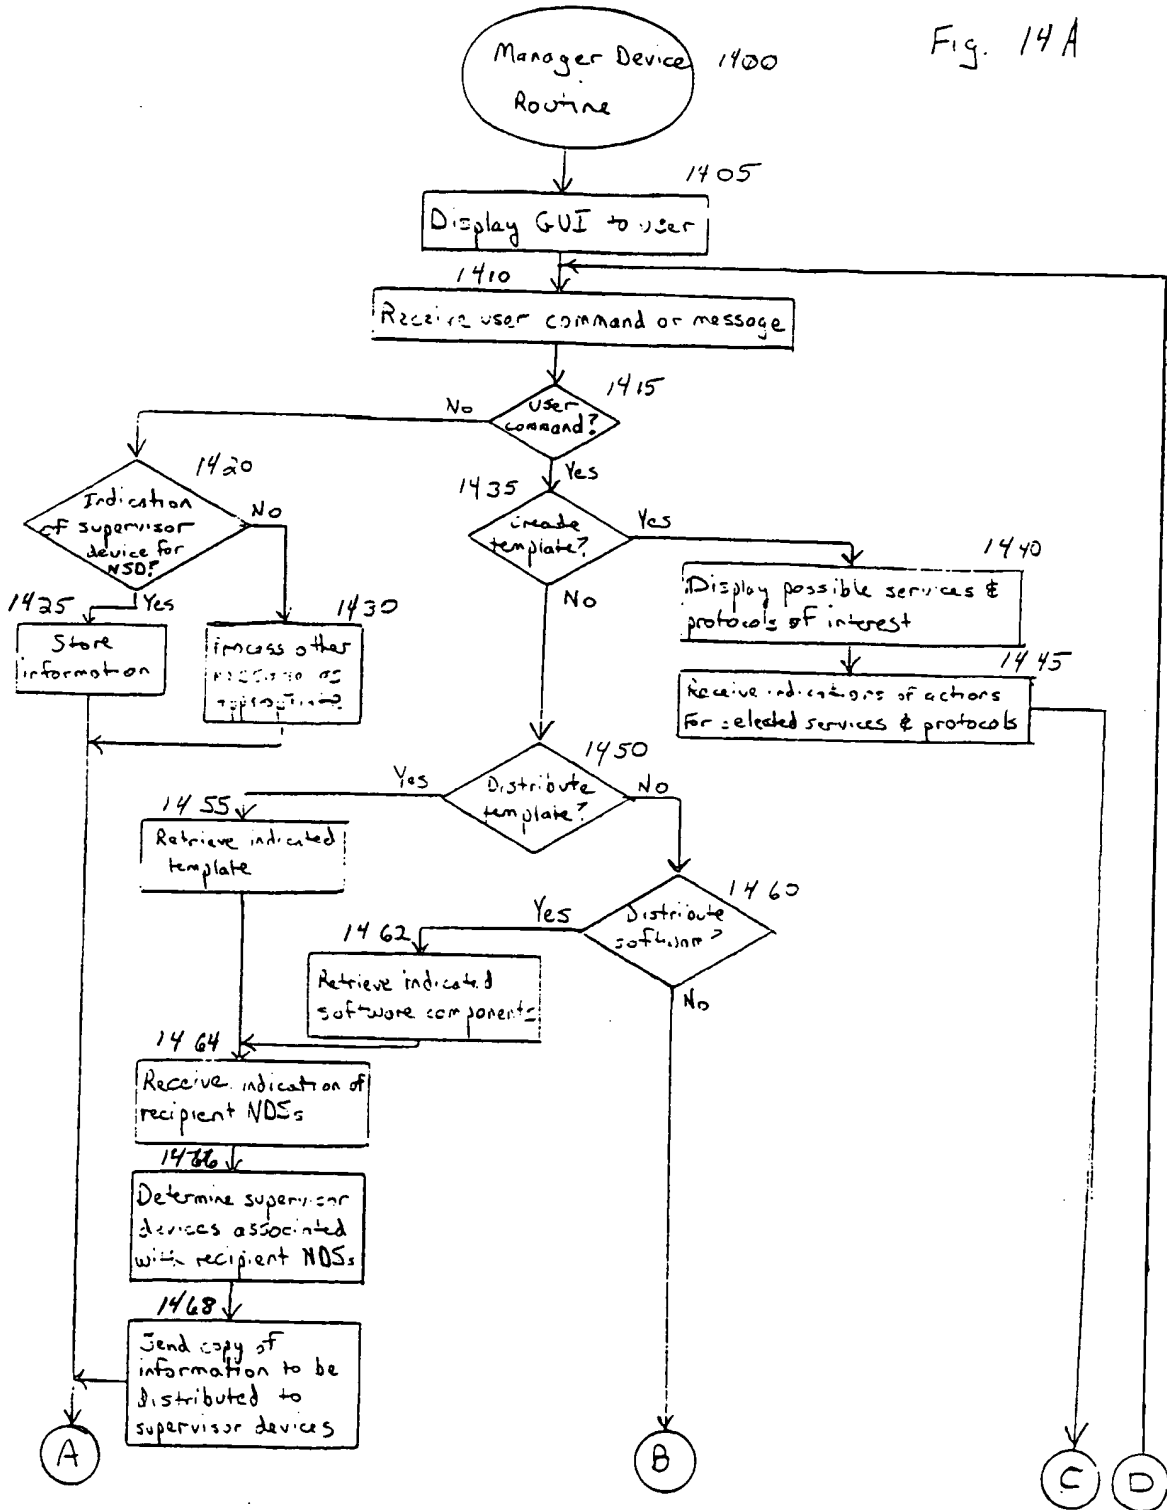 Fig. 14A
Manager Device
Routine
1400
1405
Display GUI to user
1410
Receive user command or message
1415
User
command?
No
Yes
1420
Indication
of supervisor
device for
NSD?
No
Yes
1425
Store
information
1430
Process other
message as
1435
Create
template?
Yes
No
1440
Display possible services &
protocols of interest
1445
Receive indications of actions
for selected services & protocols
1450
Distribute
template?
Yes
No
1455
Retrieve indicated
template
1460
Distribute
software?
Yes
No
1462
Retrieve indicated
software components
1464
Receive indication of
recipient NDSs
1466
Determine supervisor
devices associated
with recipient NDSs
1468
Send copy of
information to be
distributed to
supervisor devices
A
B
C
D